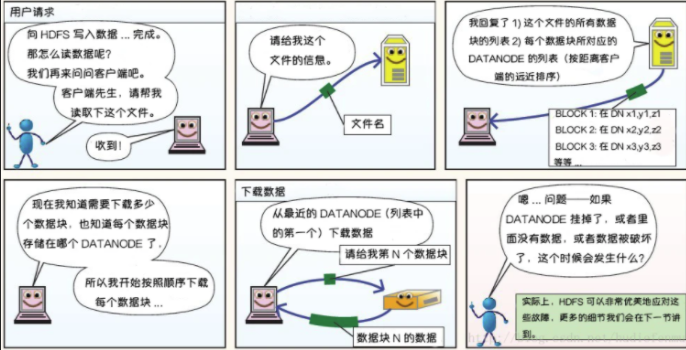 用户请求
向 HDFS 写入数据 ... 完成。
那怎么读数据呢？
我们再来问问客户端吧。
客户端先生，请帮我
读取下这个文件。
收到！
请给我这个
文件的信息。
文件名
我回复了 1) 这个文件的所有数据
块的列表 2) 每个数据块所对应的
DATANODE 的列表（按距离客户
端的远近排序）
BLOCK 1: 在 DN x1,y1,z1
BLOCK 2: 在 DN x2,y2,z2
BLOCK 3: 在 DN x3,y3,z3
等等 ...
现在我知道需要下载多少
个数据块，也知道每个数据块
存储在哪个 DATANODE 了，
所以我开始按照顺序下载
每个数据块 ...
下载数据
从最近的 DATANODE（列表中
的第一个）下载数据
请给我第 N 个数据块
数据块 N 的数据
嗯 ... 问题——如果
DATANODE 挂掉了，或者里
面没有数据，或者数据被破坏
了，这个时候会发生什么？
实际上，HDFS 可以非常优美地应对这
些故障，更多的细节我们会在下一节讲
到。